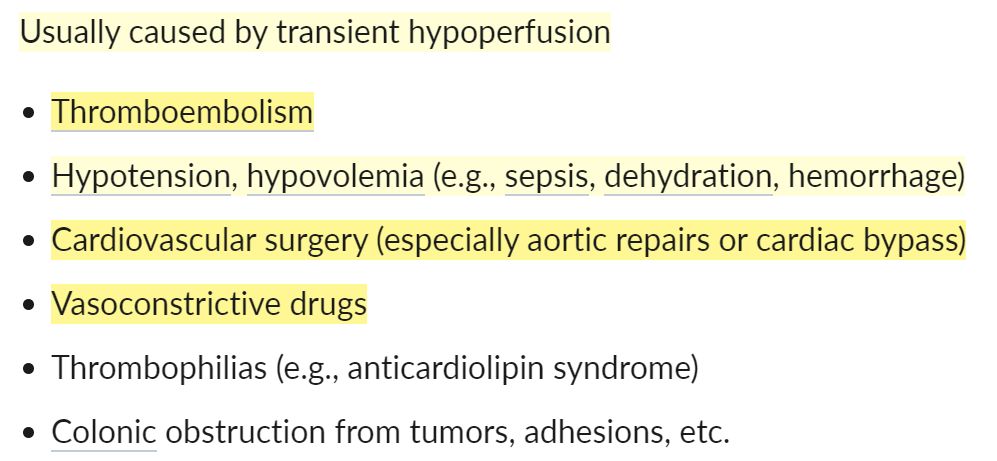 Usually caused by transient hypoperfusion
• Thromboembolism
• Hypotension, hypovolemia (e.g., sepsis, dehydration, hemorrhage)
• Cardiovascular surgery (especially aortic repairs or cardiac bypass)
• Vasoconstrictive drugs
• Thrombophilias (e.g., anticardiolipin syndrome)
• Colonic obstruction from tumors, adhesions, etc.